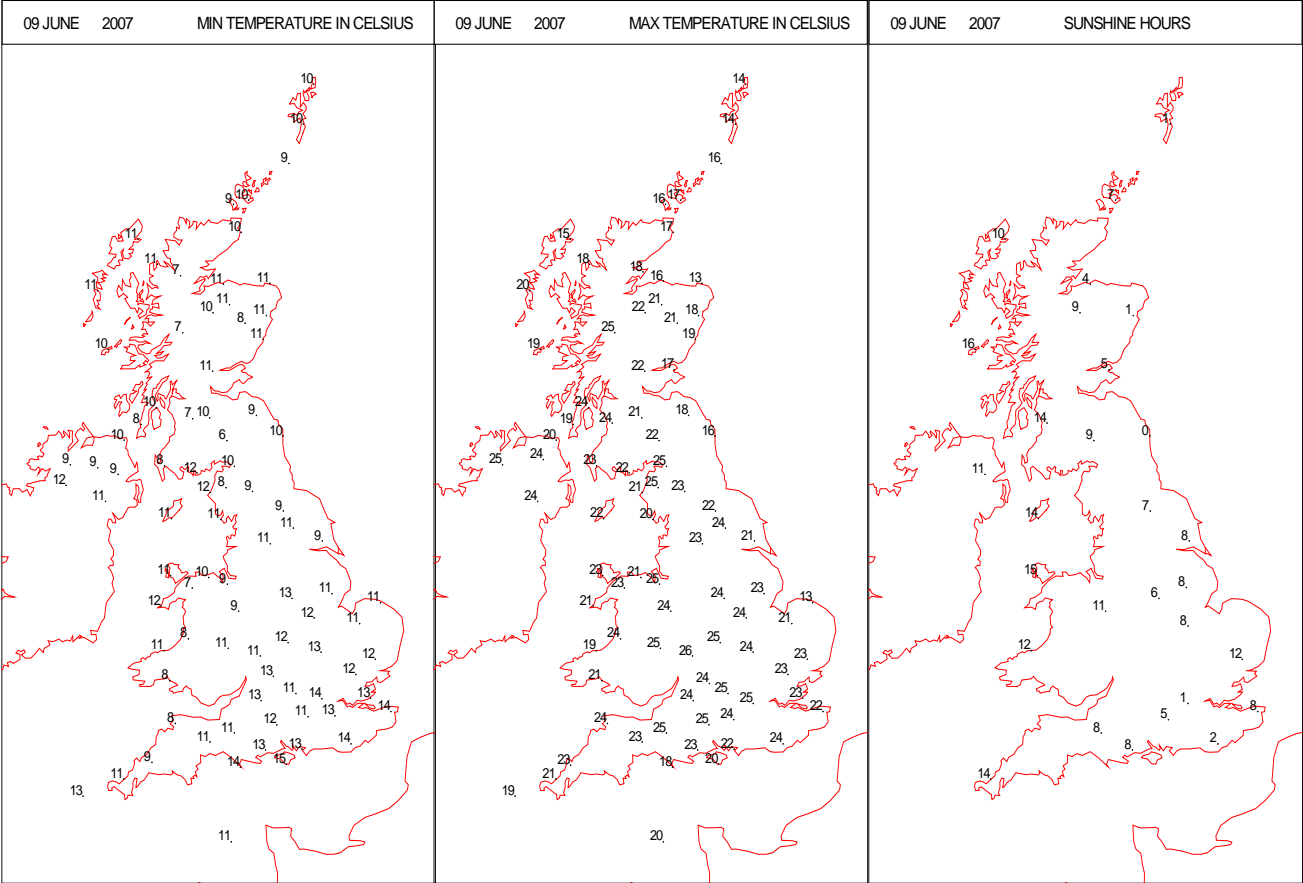 09 JUNE 2007 MIN TEMPERATURE IN CELSIUS
10
10
9
9 10
10
11
11
7 11 11
11
11
10 11
8
7 11
10
11
10
8 7 10 9
10 6 10
9 9 9 8 12 10
12 12 8 9
11 11 11 9
11
11 9
11 10
7 9
12 9 13 11 11
12 11
8 11 12
11 11 13 12
8 13 12
13 11 14 13
14
8 11 12 11 13
11 13 13 14
9 14 15
11
13
11
09 JUNE 2007 MAX TEMPERATURE IN CELSIUS
14
14
16
16 17
17
15
18
18 16 13
20
22 21
21 18
25 19
19
22 17
24
19 24 21 18
20 22 16
25 24 23 22 25
24 21 25 23
22 20 22
24
23 21
23 21
23 25
21 24 24 23 13
24 21
24 25 25
19 26 24 23
21 24 23
24 25 25 23
22
24 25 25 24
23 23 22 24
23 18 20
21
19
20
09 JUNE 2007 SUNSHINE HOURS
1
7
10
4
9 1
16
5
14
9 0
11
14 7
8
15
11 6 8
8
12 12
1
5 8
8 8 2
14